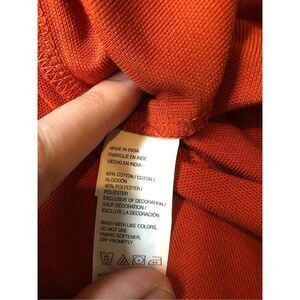 MADE IN INDIA
FABRIQUÉ EN INDE
HECHO EN INDIA
60% COTTON / COTON /
ALGODÓN
40% POLYESTER /
POLIÉSTER
EXCLUSIVE OF DECORATION /
SAUF DÉCORATION /
EXCLUYE LA DECORACIÓN
WASH WITH LIKE COLORS,
DO NOT USE
FABRIC SOFTENER,
DRY PROMPTLY